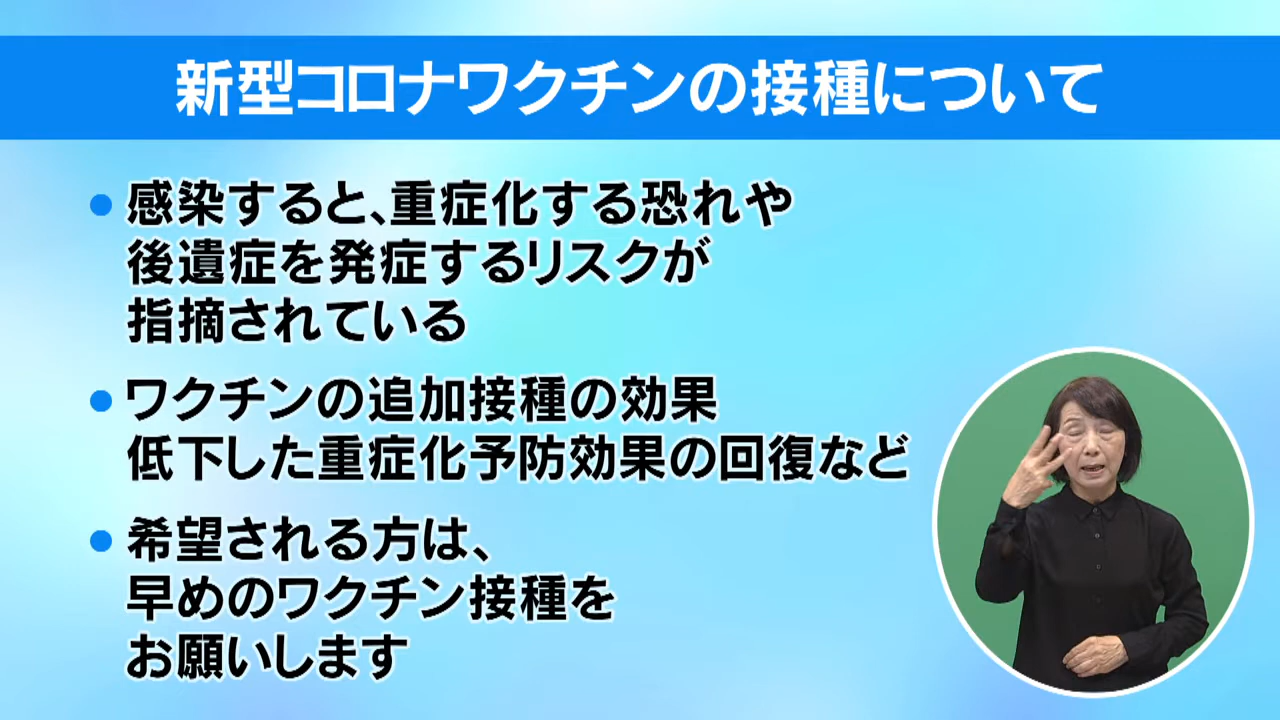 新型コロナワクチンの接種について
● 感染すると、重症化する恐れや
後遺症を発症するリスクが
指摘されている
● ワクチンの追加接種の効果
低下した重症化予防効果の回復など
● 希望される方は、
早めのワクチン接種を
お願いします